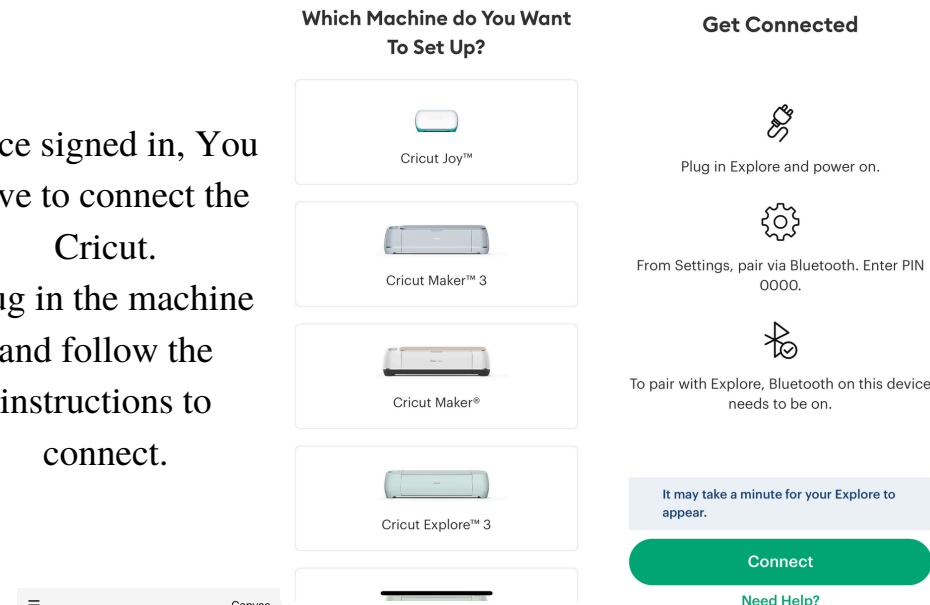 ce signed in, You
ve to connect the
Cricut.
ug in the machine
and follow the
instructions to
connect.
Which Machine do You Want
To Set Up?
Cricut Joy™
Cricut Maker™ 3
Cricut Maker®
Cricut Explore™ 3
Get Connected
Plug in Explore and power on.
From Settings, pair via Bluetooth. Enter PIN
0000.
To pair with Explore, Bluetooth on this device
needs to be on.
It may take a minute for your Explore to
appear.
Connect
Need Help?